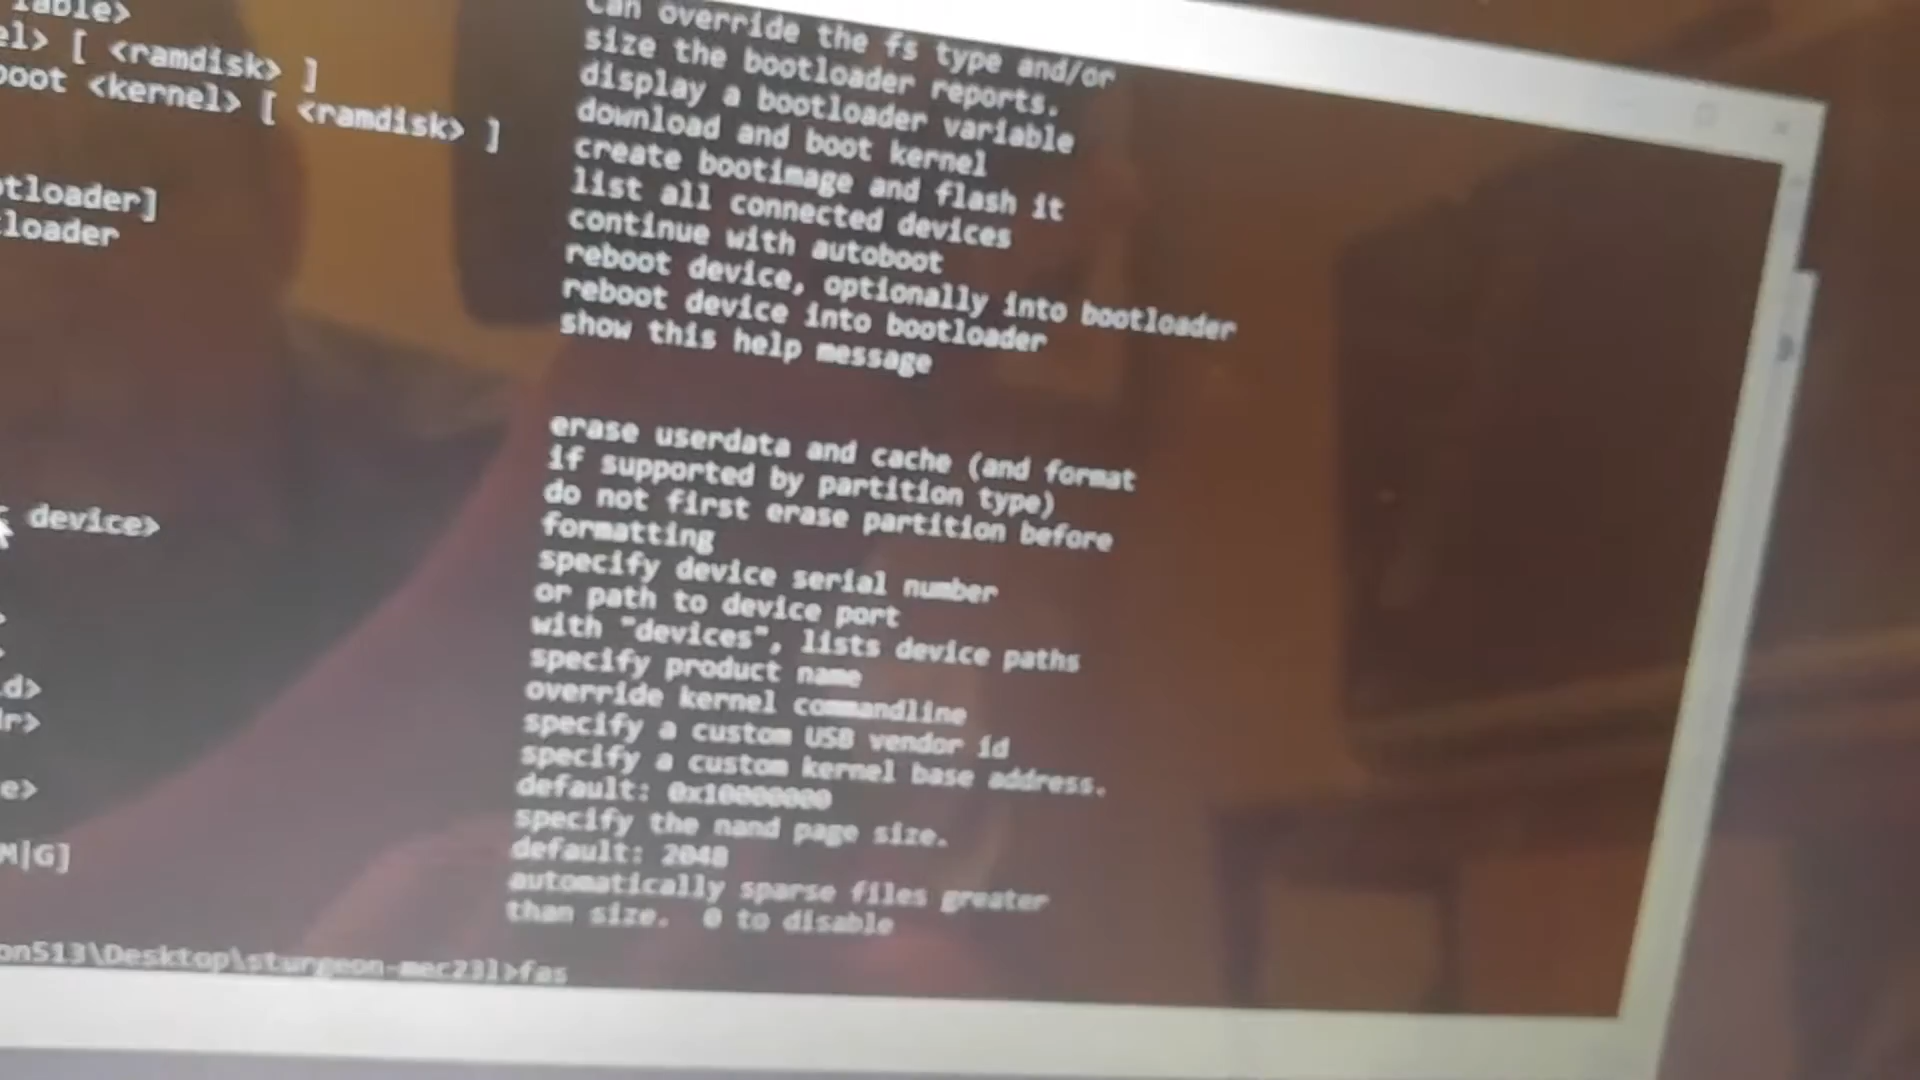 able>
el> [ <ramdisk> ]
boot <kernel> [ <ramdisk> ]
otloader]
loader
device>
d>
dr>
e>
M|G]
Can override the fs type and/or
size the bootloader reports.
display a bootloader variable
download and boot kernel
create bootimage and flash it
list all connected devices
continue with autoboot
reboot device, optionally into bootloader
reboot device into bootloader
show this help message
erase userdata and cache (and format
if supported by partition type)
do not first erase partition before
formatting
specify device serial number
or path to device port
with "devices", lists device paths
specify product name
override kernel commandline
specify a custom USB vendor id
specify a custom kernel base address.
default: 0x10000000
specify the nand page size.
default: 2048
automatically sparse files greater
than size. 0 to disable
on513\Desktop\sturgeon-mec23l>fas